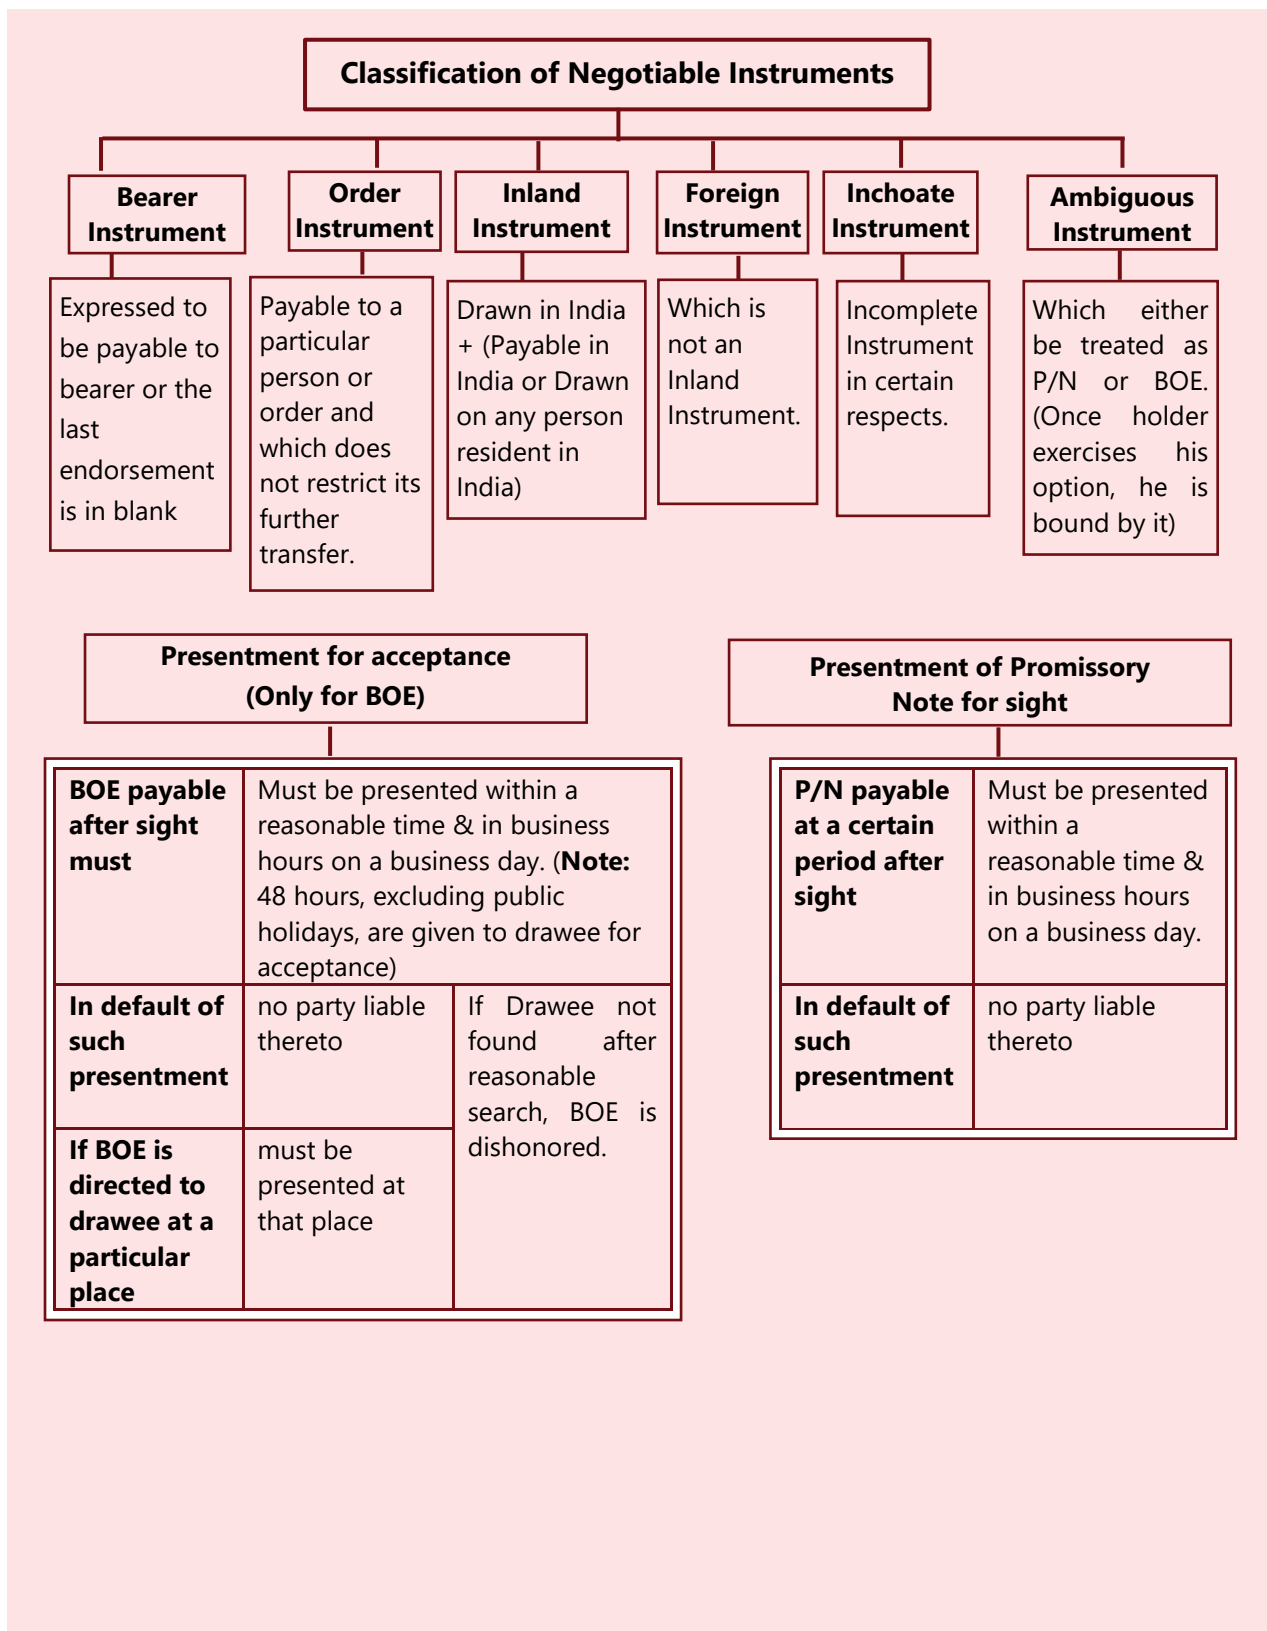 Classification of Negotiable Instruments
Bearer
Instrument
Order
Instrument
Inland
Instrument
Foreign
Instrument
Inchoate
Instrument
Ambiguous
Instrument
Expressed to
be payable to
bearer or the
last
endorsement
is in blank
Payable to a
particular
person or
order and
which does
not restrict its
further
transfer.
Drawn in India
+ (Payable in
India or Drawn
on any person
resident in
India)
Which is
not an
Inland
Instrument.
Incomplete
Instrument
in certain
respects.
Which either
be treated as
P/N or BOE.
(Once holder
exercises his
option, he is
bound by it)
Presentment for acceptance
(Only for BOE)
BOE payable
after sight
must
Must be presented within a
reasonable time & in business
hours on a business day. (Note:
48 hours, excluding public
holidays, are given to drawee for
acceptance)
In default of
such
presentment
no party liable
thereto
If Drawee not
found after
reasonable
search, BOE is
dishonored.
If BOE is
directed to
drawee at a
particular
place
must be
presented at
that place
Presentment of Promissory
Note for sight
P/N payable
at a certain
period after
sight
Must be presented
within a
reasonable time &
in business hours
on a business day.
In default of
such
presentment
no party liable
thereto